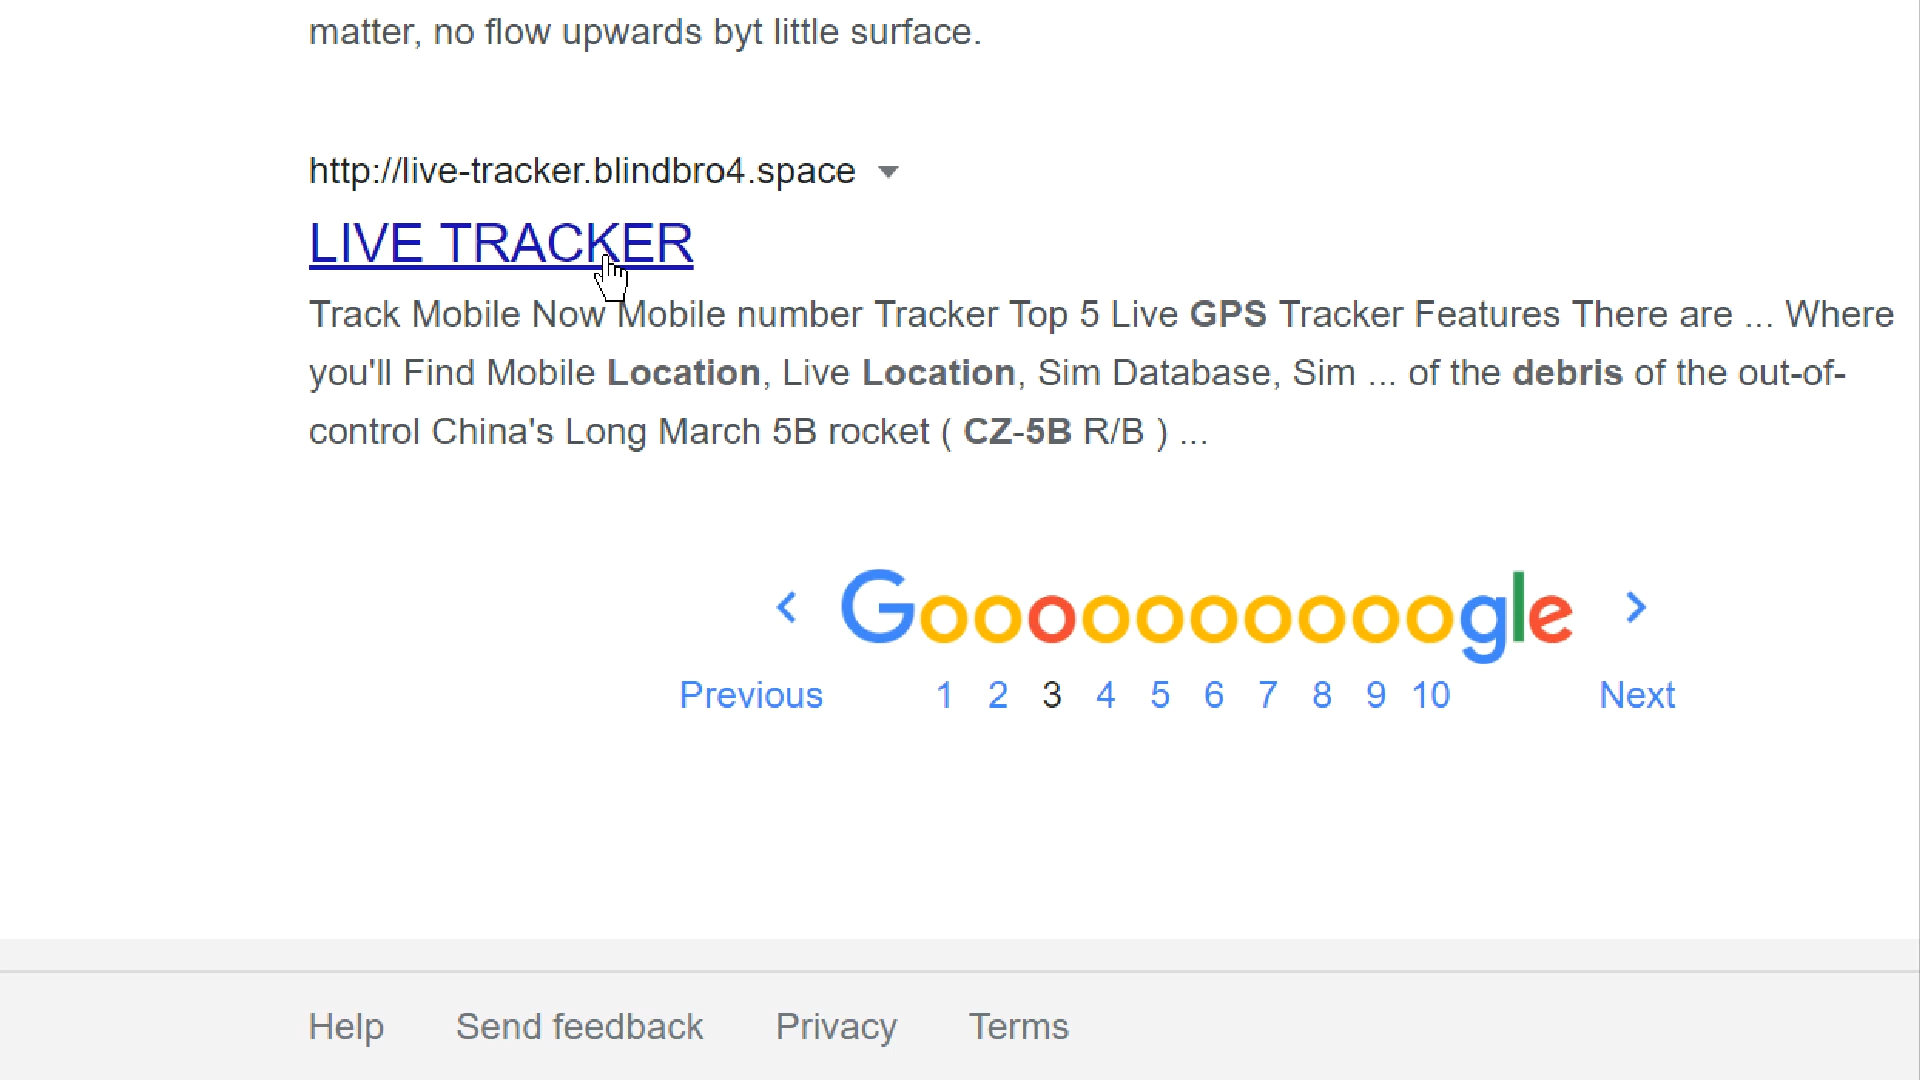 matter, no flow upwards byt little surface.
http://live-tracker.blindbro4.space
LIVE TRACKER
Track Mobile Now Mobile number Tracker Top 5 Live GPS Tracker Features There are ... Where
you'll Find Mobile Location, Live Location, Sim Database, Sim ... of the debris of the out-of-
control China's Long March 5B rocket ( CZ-5B R/B ) ...
Goooooooooogle
Previous 1 2 3 4 5 6 7 8 9 10 Next
Help Send feedback Privacy Terms